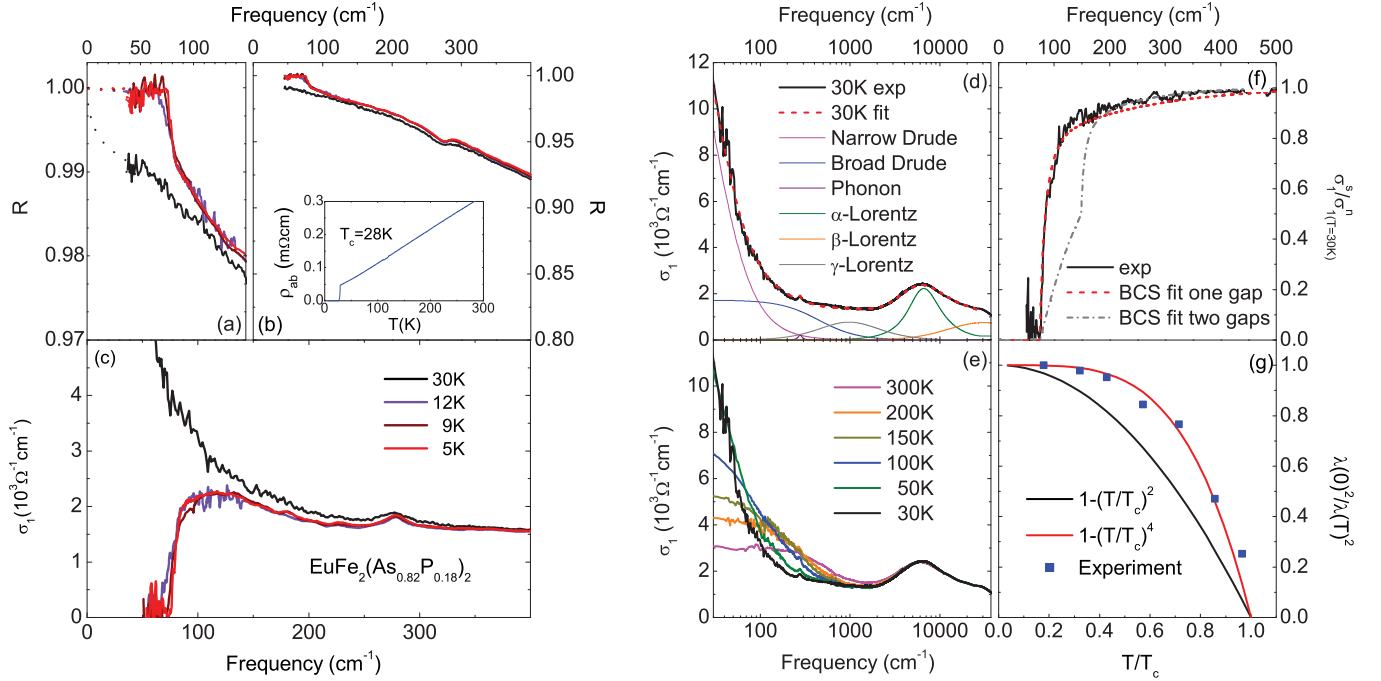 Frequency (cm⁻¹)
0 50 100
0 100 200 300
1.00
0.99
0.98
0.97
R
(a)
(b)
1.00
0.95
0.90
0.85
0.80
R
0.3
0.2
0.1
0.0
ρab (mΩcm)
Tc=28K
0 100 200 300
T(K)
(c)
4
3
2
1
0
σ₁ (10³Ω⁻¹cm⁻¹)
30K
12K
9K
5K
EuFe₂(As₀.₈₂P₀.₁₈)₂
0 100 200 300
Frequency (cm⁻¹)
Frequency (cm⁻¹)
100 1000 10000
12
10
8
6
4
2
0
σ₁ (10³Ω⁻¹cm⁻¹)
(d)
30K exp
30K fit
Narrow Drude
Broad Drude
Phonon
α-Lorentz
β-Lorentz
γ-Lorentz
(e)
10
8
6
4
2
0
σ₁ (10³Ω⁻¹cm⁻¹)
300K
200K
150K
100K
50K
30K
100 1000 10000
Frequency (cm⁻¹)
Frequency (cm⁻¹)
0 100 200 300 400 500
(f)
1.0
0.8
0.6
0.4
0.2
0.0
σ₁ˢ/σ₁ⁿ(T=30K)
exp
BCS fit one gap
BCS fit two gaps
(g)
1.0
0.8
0.6
0.4
0.2
0.0
λ(0)²/λ(T)²
1-(T/Tc)²
1-(T/Tc)⁴
Experiment
0.2 0.4 0.6 0.8 1.0
T/Tc